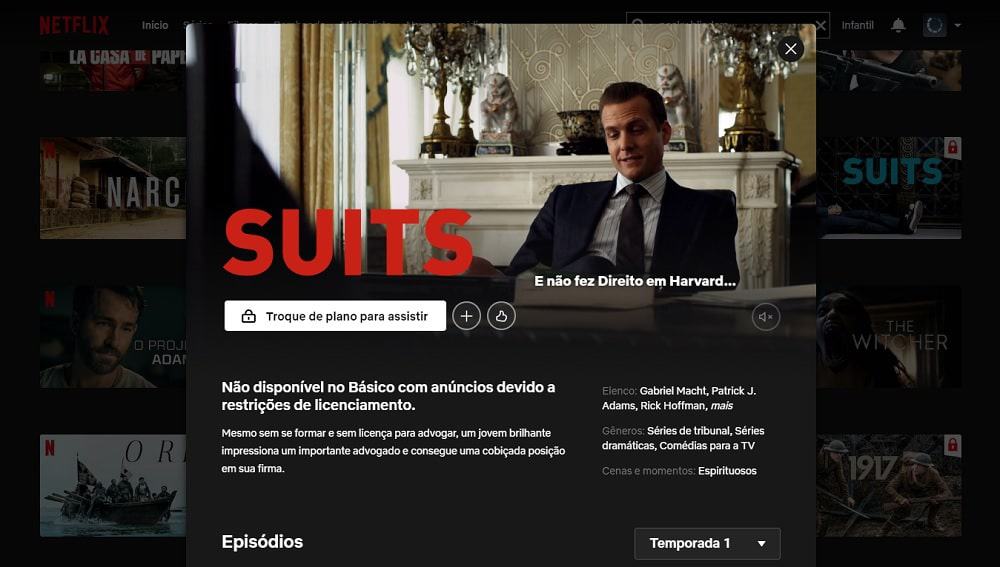 NETFLIX
Início
Infantil
LA CASA DE PAPE
NARC
SUITS
SUITS
E não fez Direito em Harvard...
Troque de plano para assistir
O PROJ
ADAM
THE
WITCHER
Não disponível no Básico com anúncios devido a
restrições de licenciamento.
Elenco: Gabriel Macht, Patrick J.
Adams, Rick Hoffman, mais
Mesmo sem se formar e sem licença para advogar, um jovem brilhante
impressiona um importante advogado e consegue uma cobiçada posição
em sua firma.
Gêneros: Séries de tribunal, Séries
dramáticas, Comédias para a TV
Cenas e momentos: Espirituosos
1917
Episódios
Temporada 1